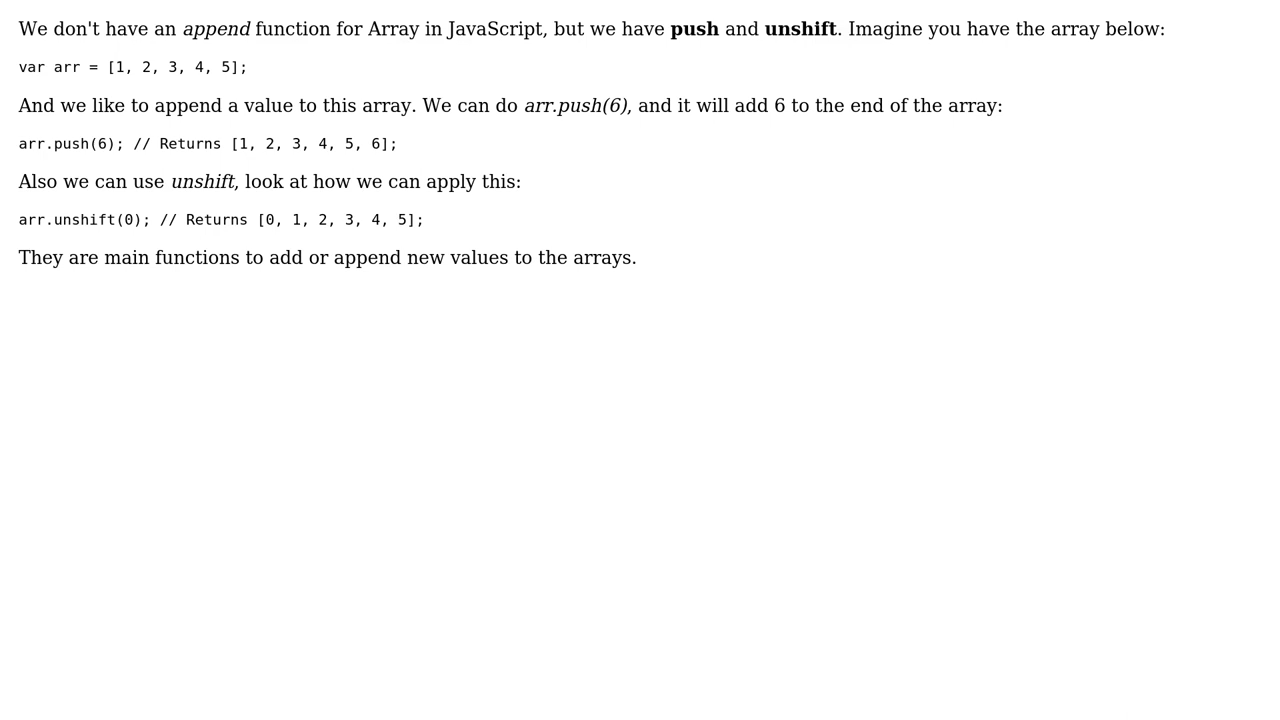 We don't have an append function for Array in JavaScript, but we have push and unshift. Imagine you have the array below:
var arr = [1, 2, 3, 4, 5];
And we like to append a value to this array. We can do arr.push(6), and it will add 6 to the end of the array:
arr.push(6); // Returns [1, 2, 3, 4, 5, 6];
Also we can use unshift, look at how we can apply this:
arr.unshift(0); // Returns [0, 1, 2, 3, 4, 5];
They are main functions to add or append new values to the arrays.